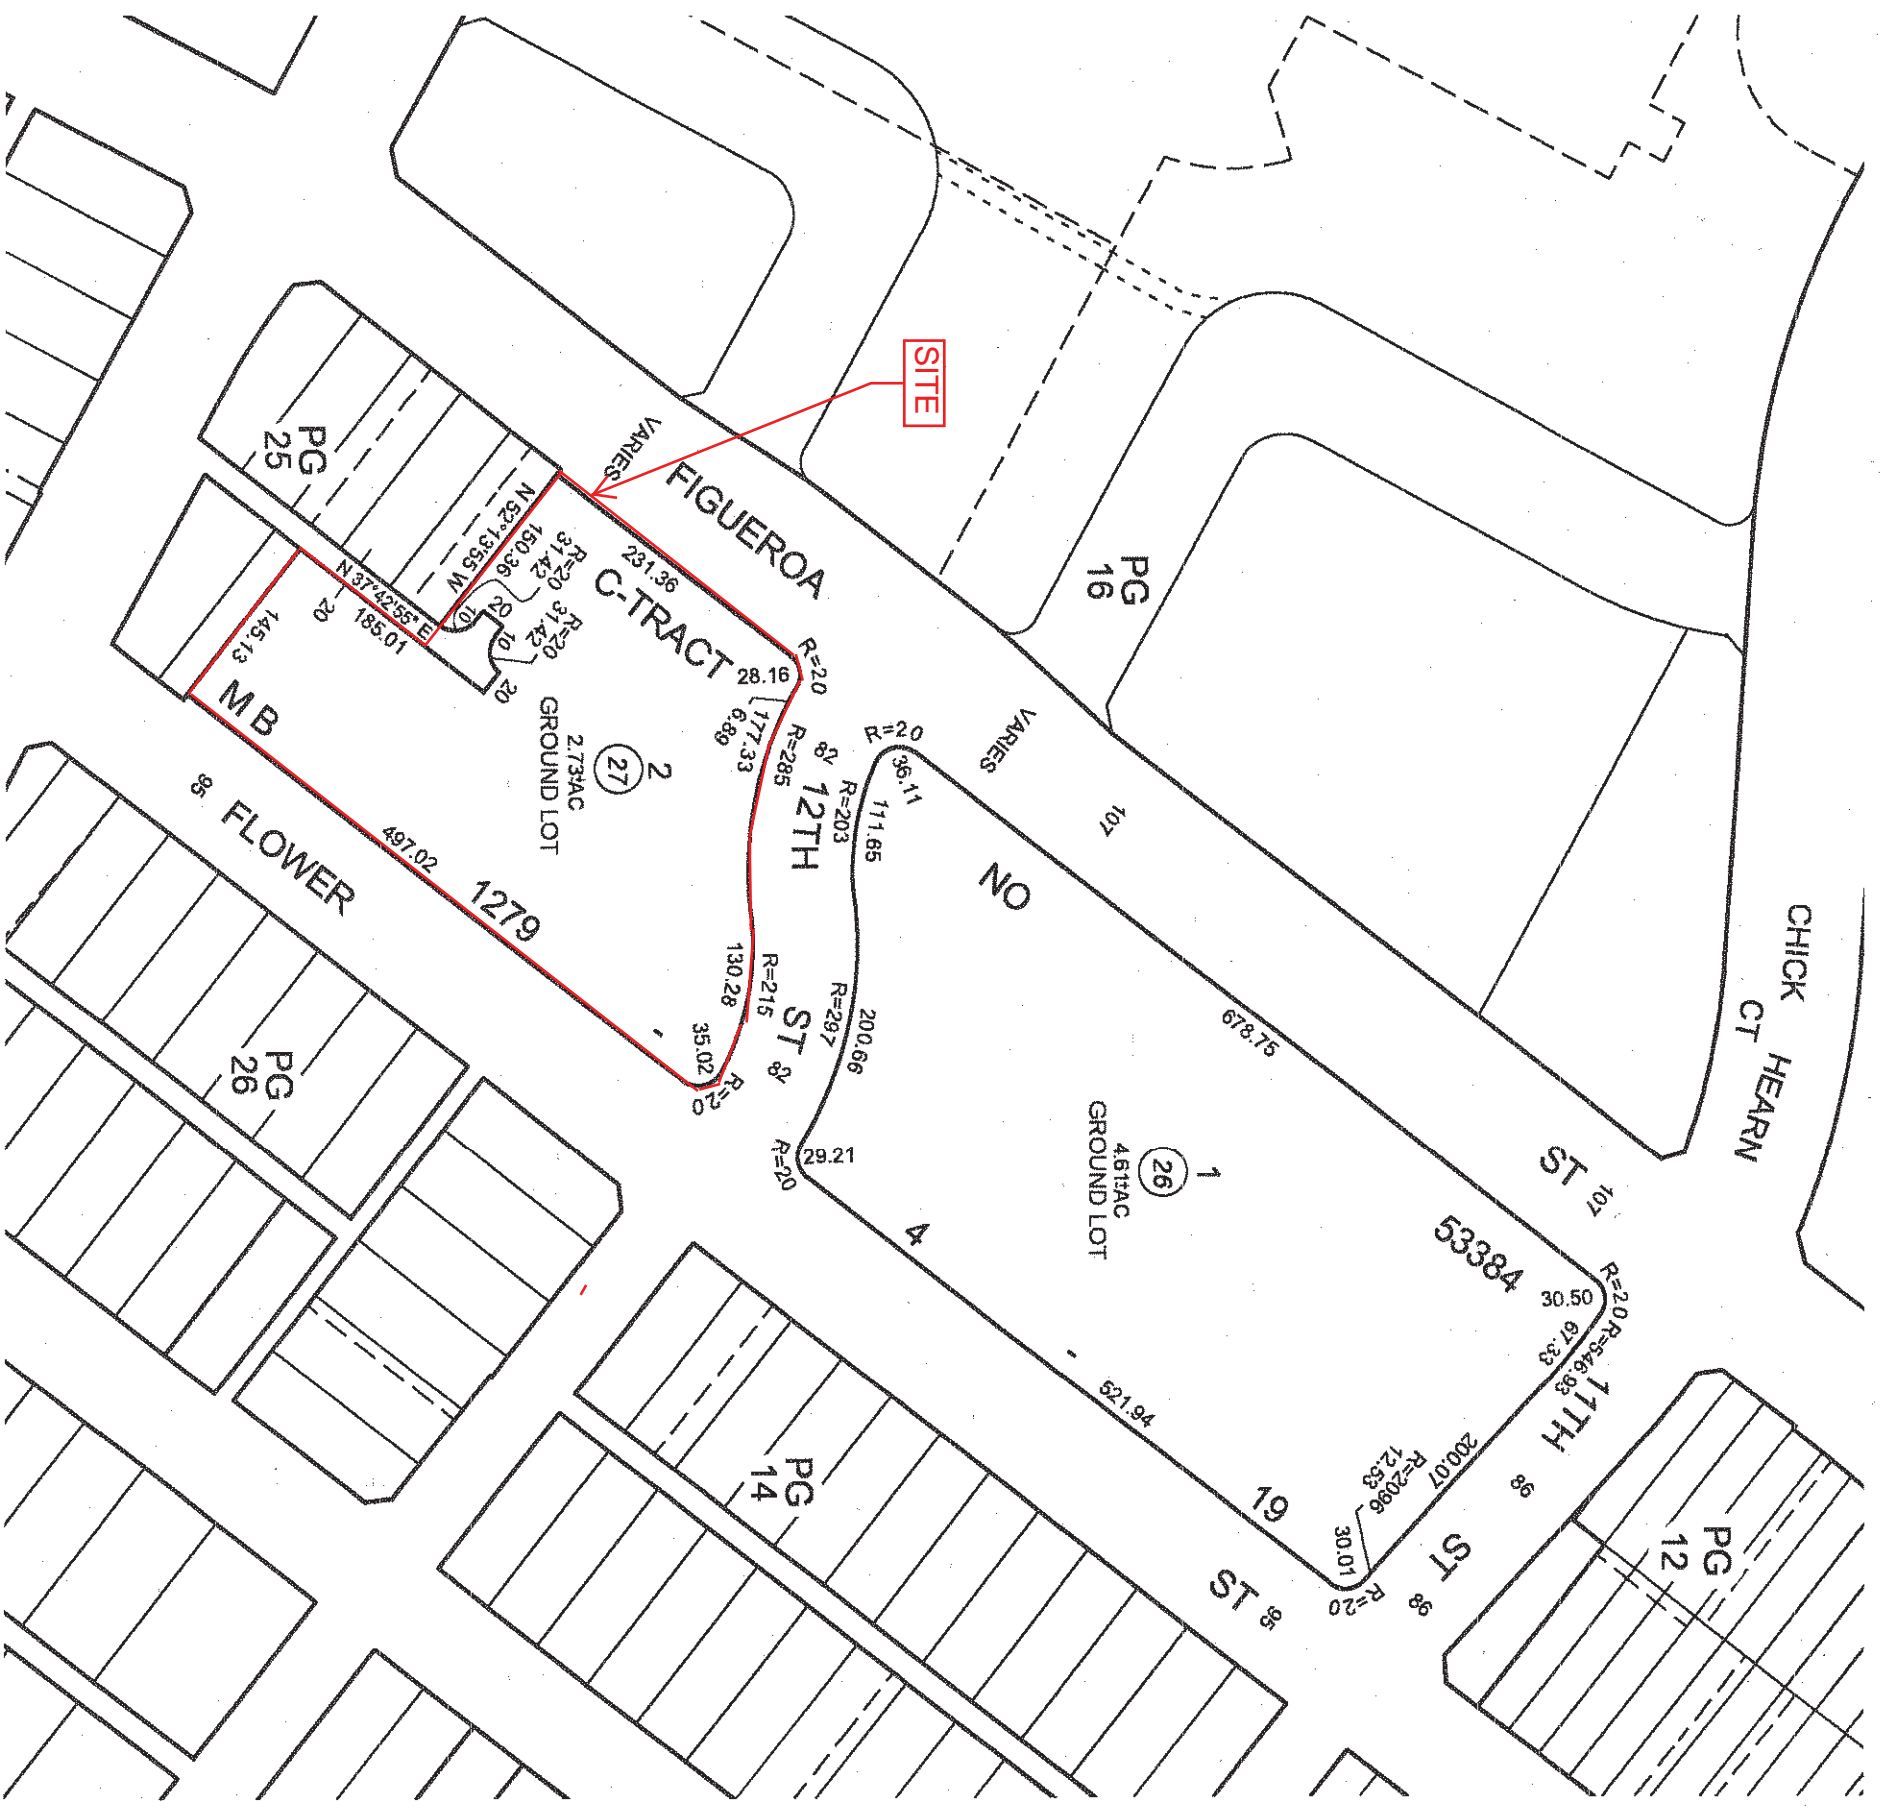 SITE
VARIES
FIGUEROA
PG
16
PG
25
N 52°13'55 W
150.36
R=20
31.42
R=20
31.42
10
20
10
20
N 37°42'55" E
185.01
20
145.13
231.36
C-TRACT
28.16
R=20
177.33
6.89
R=285
82
12TH
R=203
111.65
R=20
36.11
VARIES
107
NO
M B
2
27
2.73±AC
GROUND LOT
95
FLOWER
497.02
1279
130.28
R=215
ST
82
R=297
200.66
35.02
R=20
29.21
R=20
678.75
CHICK HEARN
CT
1
26
4.61±AC
GROUND LOT
ST
107
53384
30.50
R=20
67.33
R=546.93
11TH
98
4
521.94
200.07
R=2096
12.53
30.01
R=20
ST
98
19
ST
95
PG
26
PG
14
PG
12